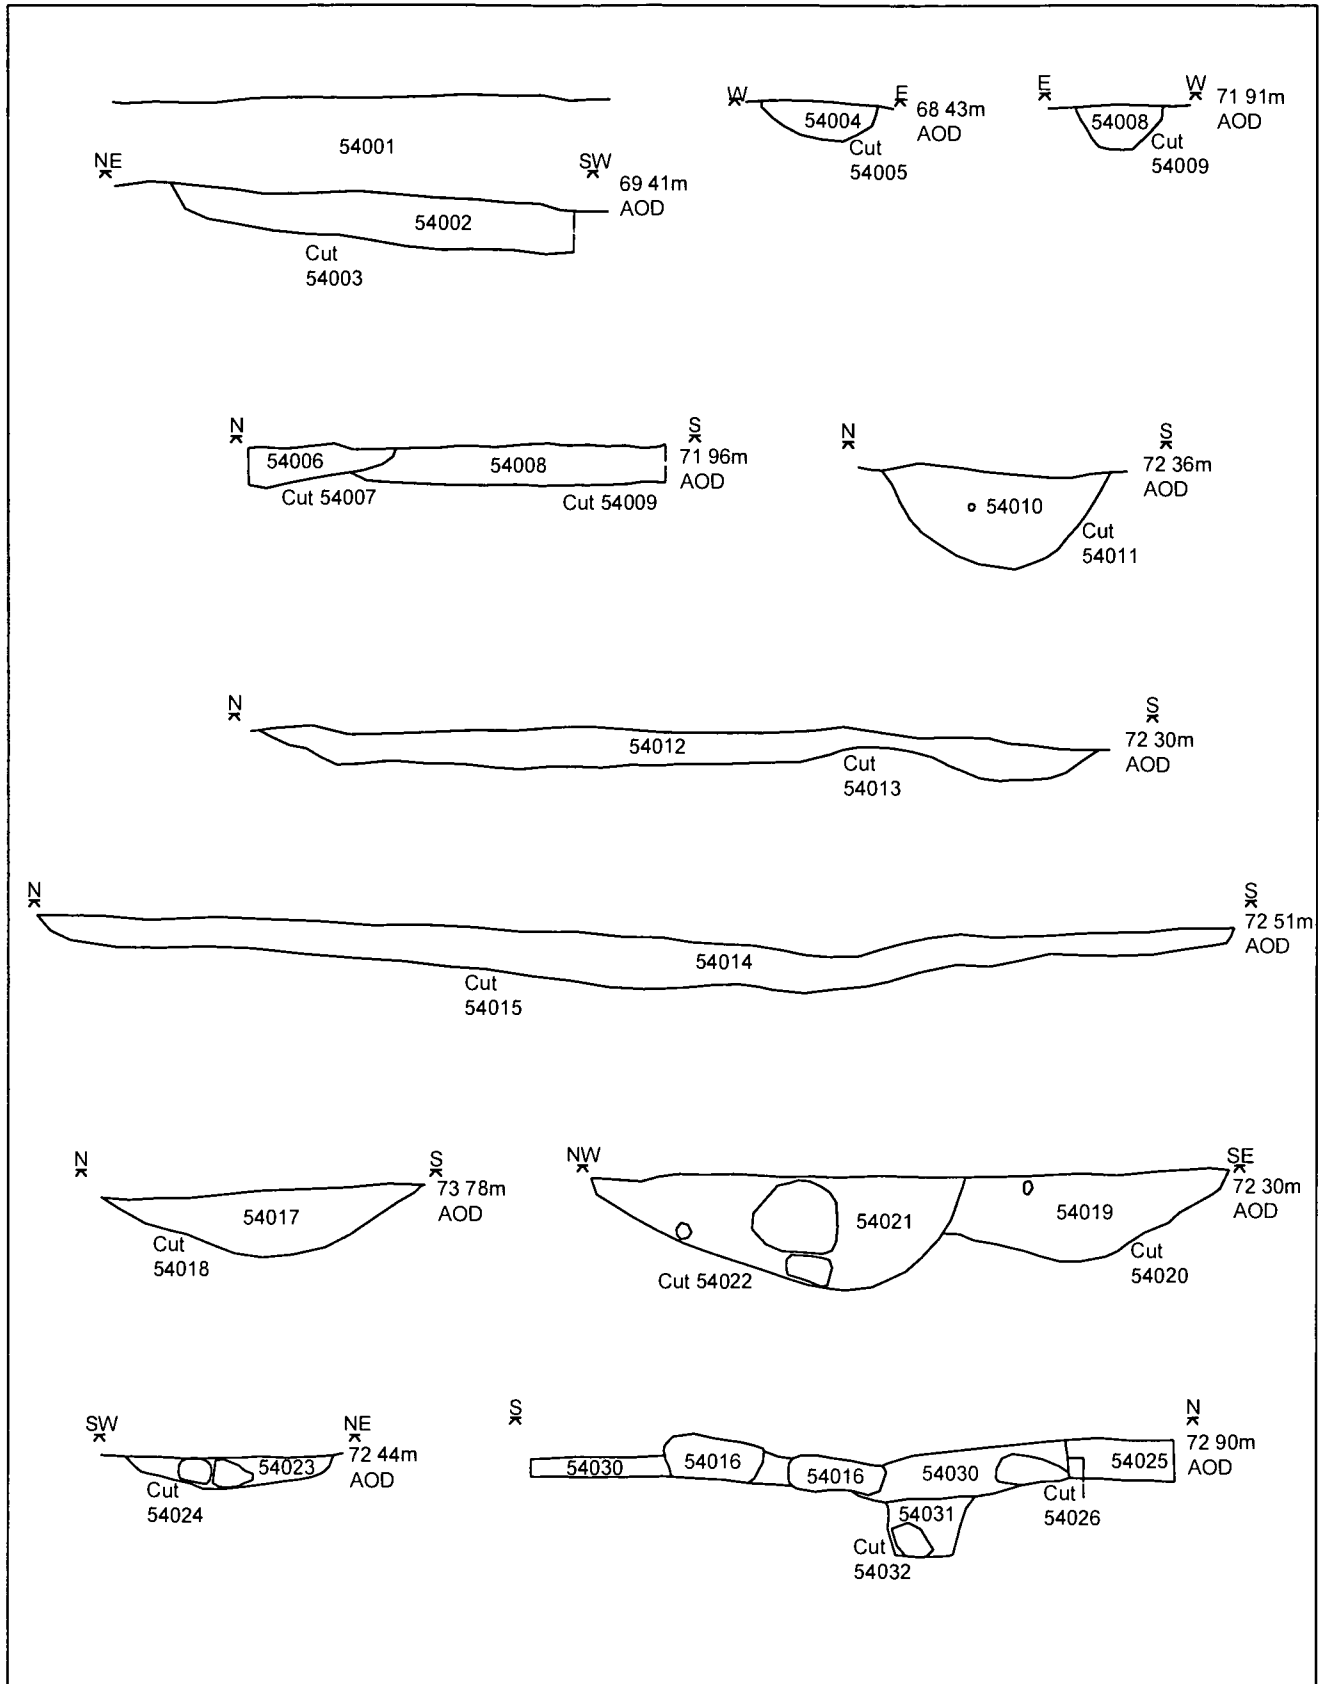 54001
NE
SW
69 41m
AOD
54002
Cut
54003
W
E
68 43m
AOD
54004
Cut
54005
E
W
71 91m
AOD
54008
Cut
54009
N
S
71 96m
AOD
54006
54008
Cut 54007
Cut 54009
N
S
72 36m
AOD
54010
Cut
54011
N
S
72 30m
AOD
54012
Cut
54013
N
S
72 51m
AOD
54014
Cut
54015
N
S
73 78m
AOD
54017
Cut
54018
NW
SE
72 30m
AOD
54021
54019
Cut 54022
Cut
54020
SW
NE
72 44m
AOD
54023
Cut
54024
S
N
72 90m
AOD
54030
54016
54016
54030
54025
54031
Cut
54026
Cut
54032